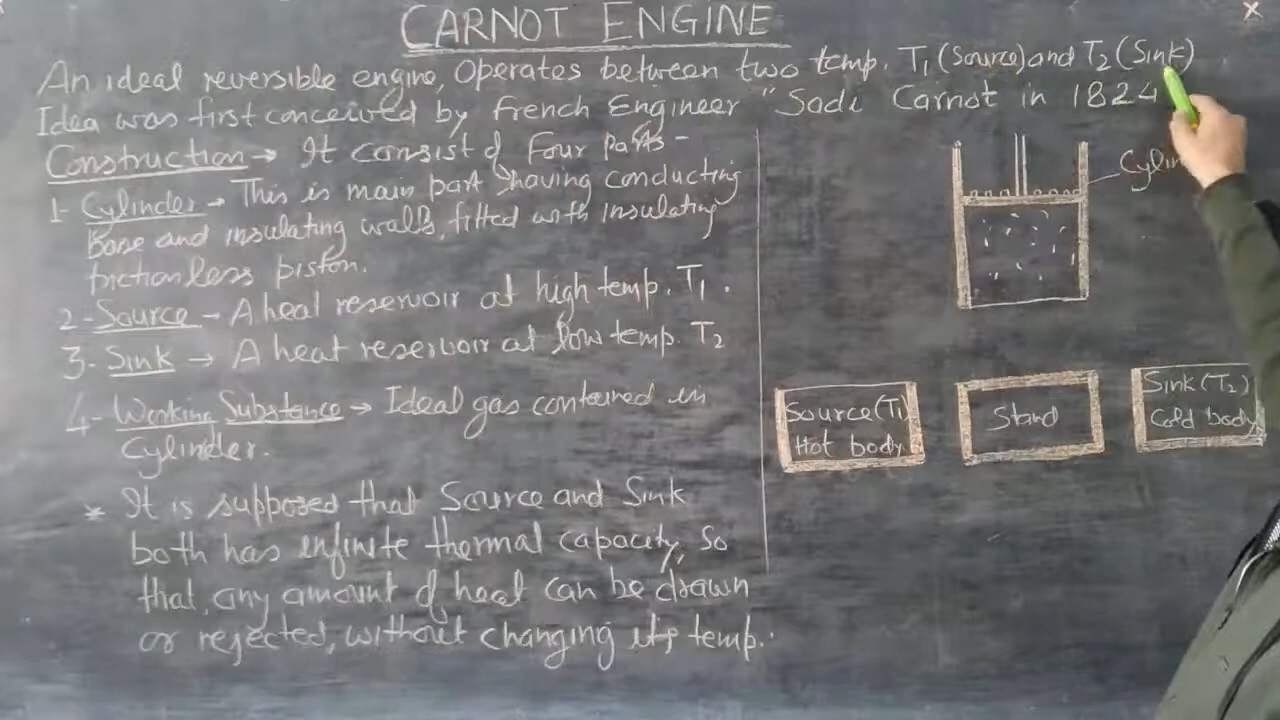 CARNOT ENGINE
An ideal reversible engine, Operates between two temp. T1 (Source) and T2 (Sink)
Idea was first conceived by French Engineer "Sadi Carnot in 1824
Construction → It consist of Four parts -
1- Cylinder → This is main part, having conducting
Base and insulating walls, fitted with insulating
frictionless piston.
2- Source - A heat reservoir at high temp. T1.
3- Sink → A heat reservoir at low temp. T2
4- Working Substance → Ideal gas contained in
Cylinder.
* It is supposed that Source and Sink
both has infinite thermal capacity, so
that, any amount of heat can be drawn
or rejected, without changing its temp.
Cylin
Source (T1)
Hot body
Stand
Sink (T2)
Cold body